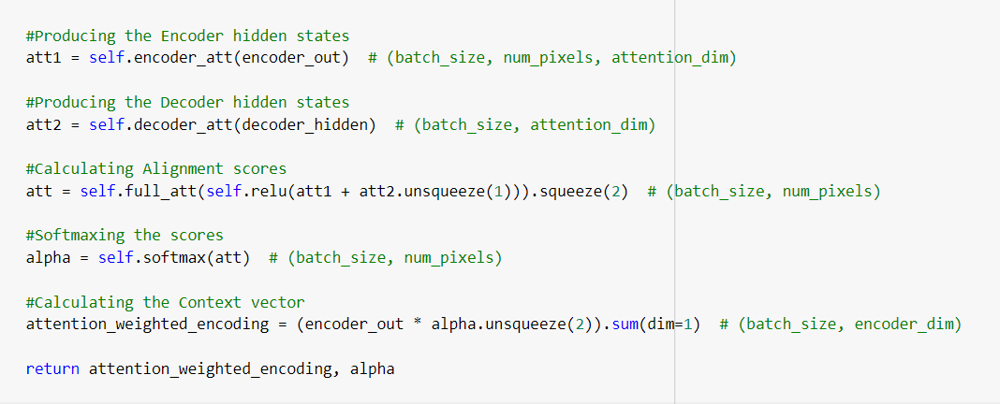 #Producing the Encoder hidden states
att1 = self.encoder_att(encoder_out)  # (batch_size, num_pixels, attention_dim)
#Producing the Decoder hidden states
att2 = self.decoder_att(decoder_hidden)  # (batch_size, attention_dim)
#Calculating Alignment scores
att = self.full_att(self.relu(att1 + att2.unsqueeze(1))).squeeze(2)  # (batch_size, num_pixels)
#Softmaxing the scores
alpha = self.softmax(att)  # (batch_size, num_pixels)
#Calculating the Context vector
attention_weighted_encoding = (encoder_out * alpha.unsqueeze(2)).sum(dim=1)  # (batch_size, encoder_dim)
return attention_weighted_encoding, alpha